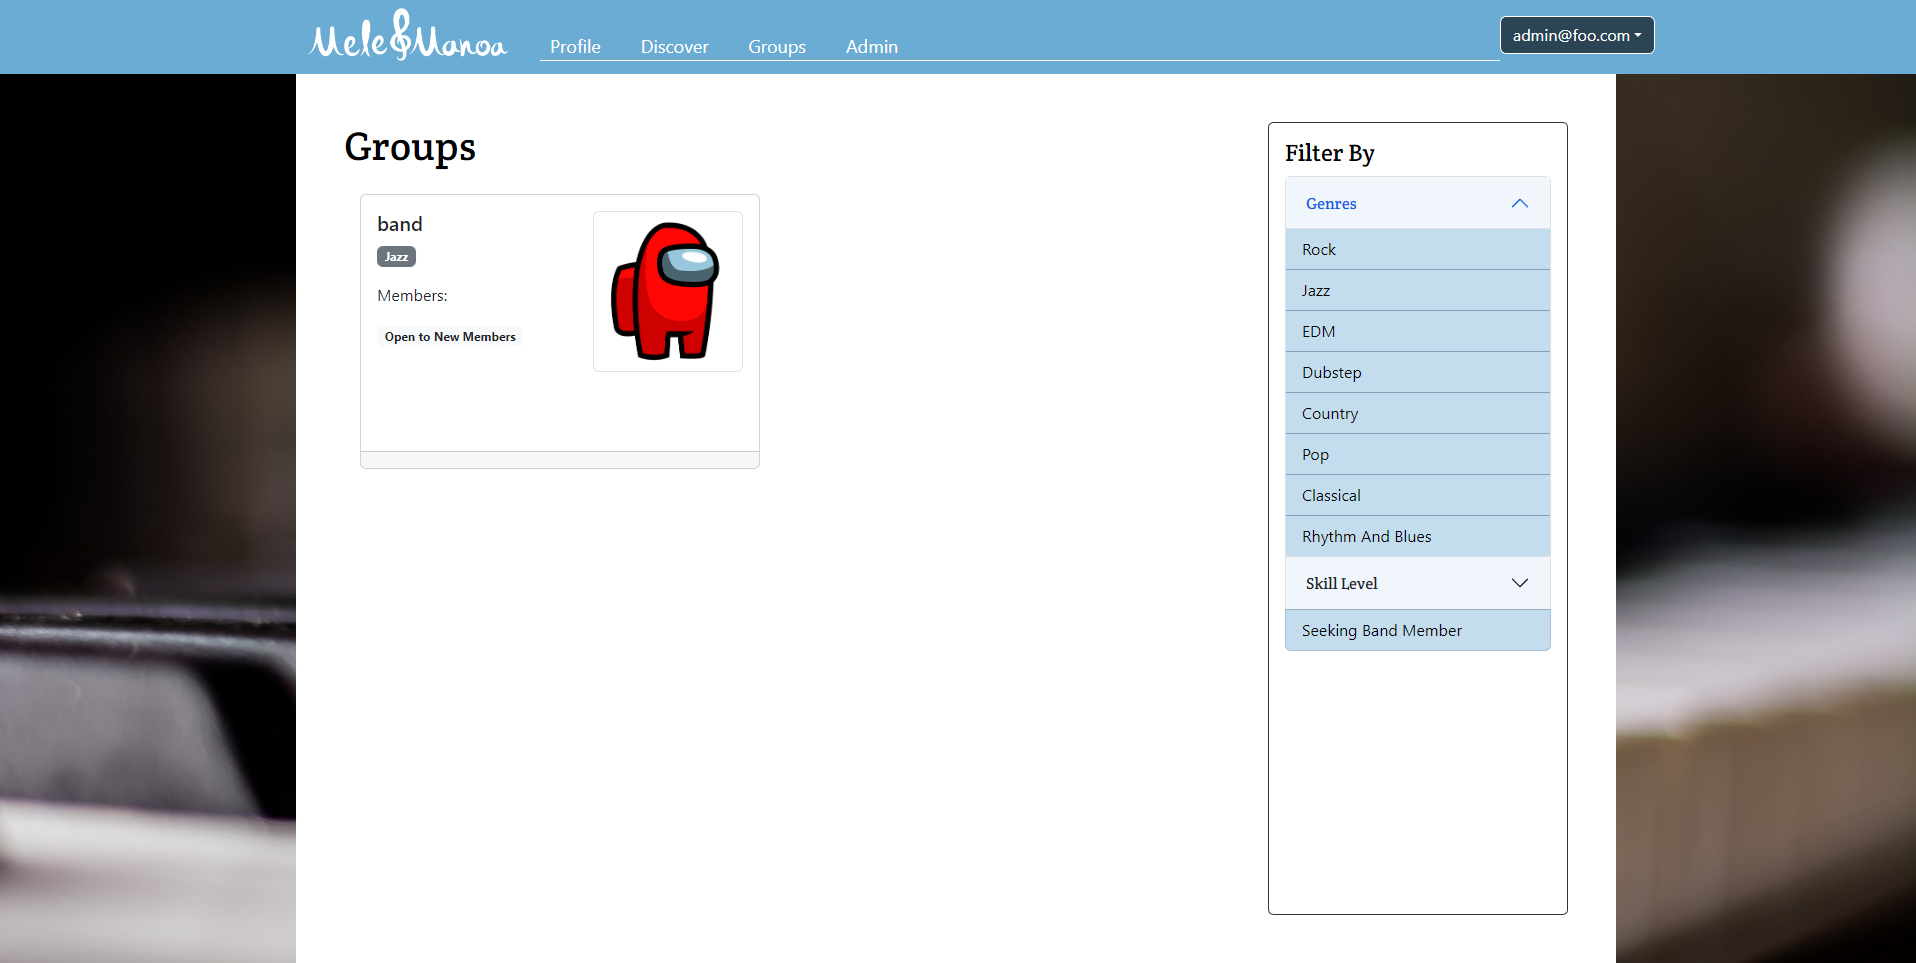 Mele Manoa
Profile Discover Groups Admin
admin@foo.com
Groups
band
Jazz
Members:
Open to New Members
Filter By
Genres
Rock
Jazz
EDM
Dubstep
Country
Pop
Classical
Rhythm And Blues
Skill Level
Seeking Band Member